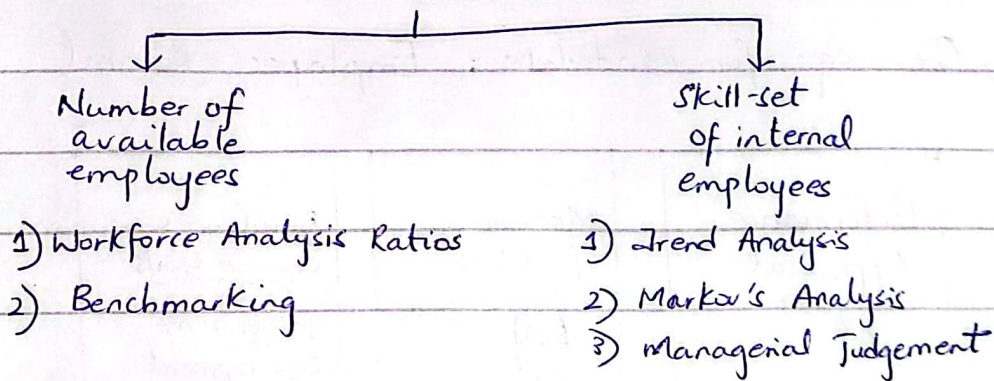 Number of
available
employees
Skill-set
of internal
employees
1) Workforce Analysis Ratios
2) Benchmarking
1) Trend Analysis
2) Markov's Analysis
3) Managerial Judgement